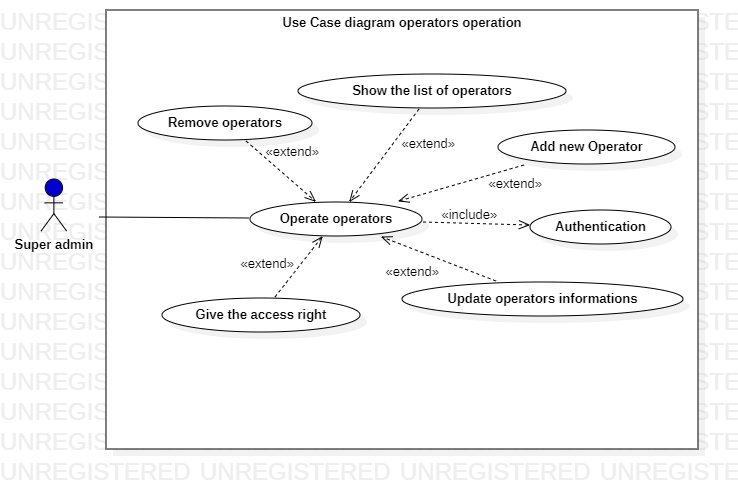 Use Case diagram operators operation
Show the list of operators
Remove operators
«extend»
«extend»
Add new Operator
«extend»
Super admin
Operate operators
«include»
Authentication
«extend»
«extend»
Update operators informations
Give the access right
UNREGISTERED UNREGISTERED UNREGISTERED UNREGISTERED